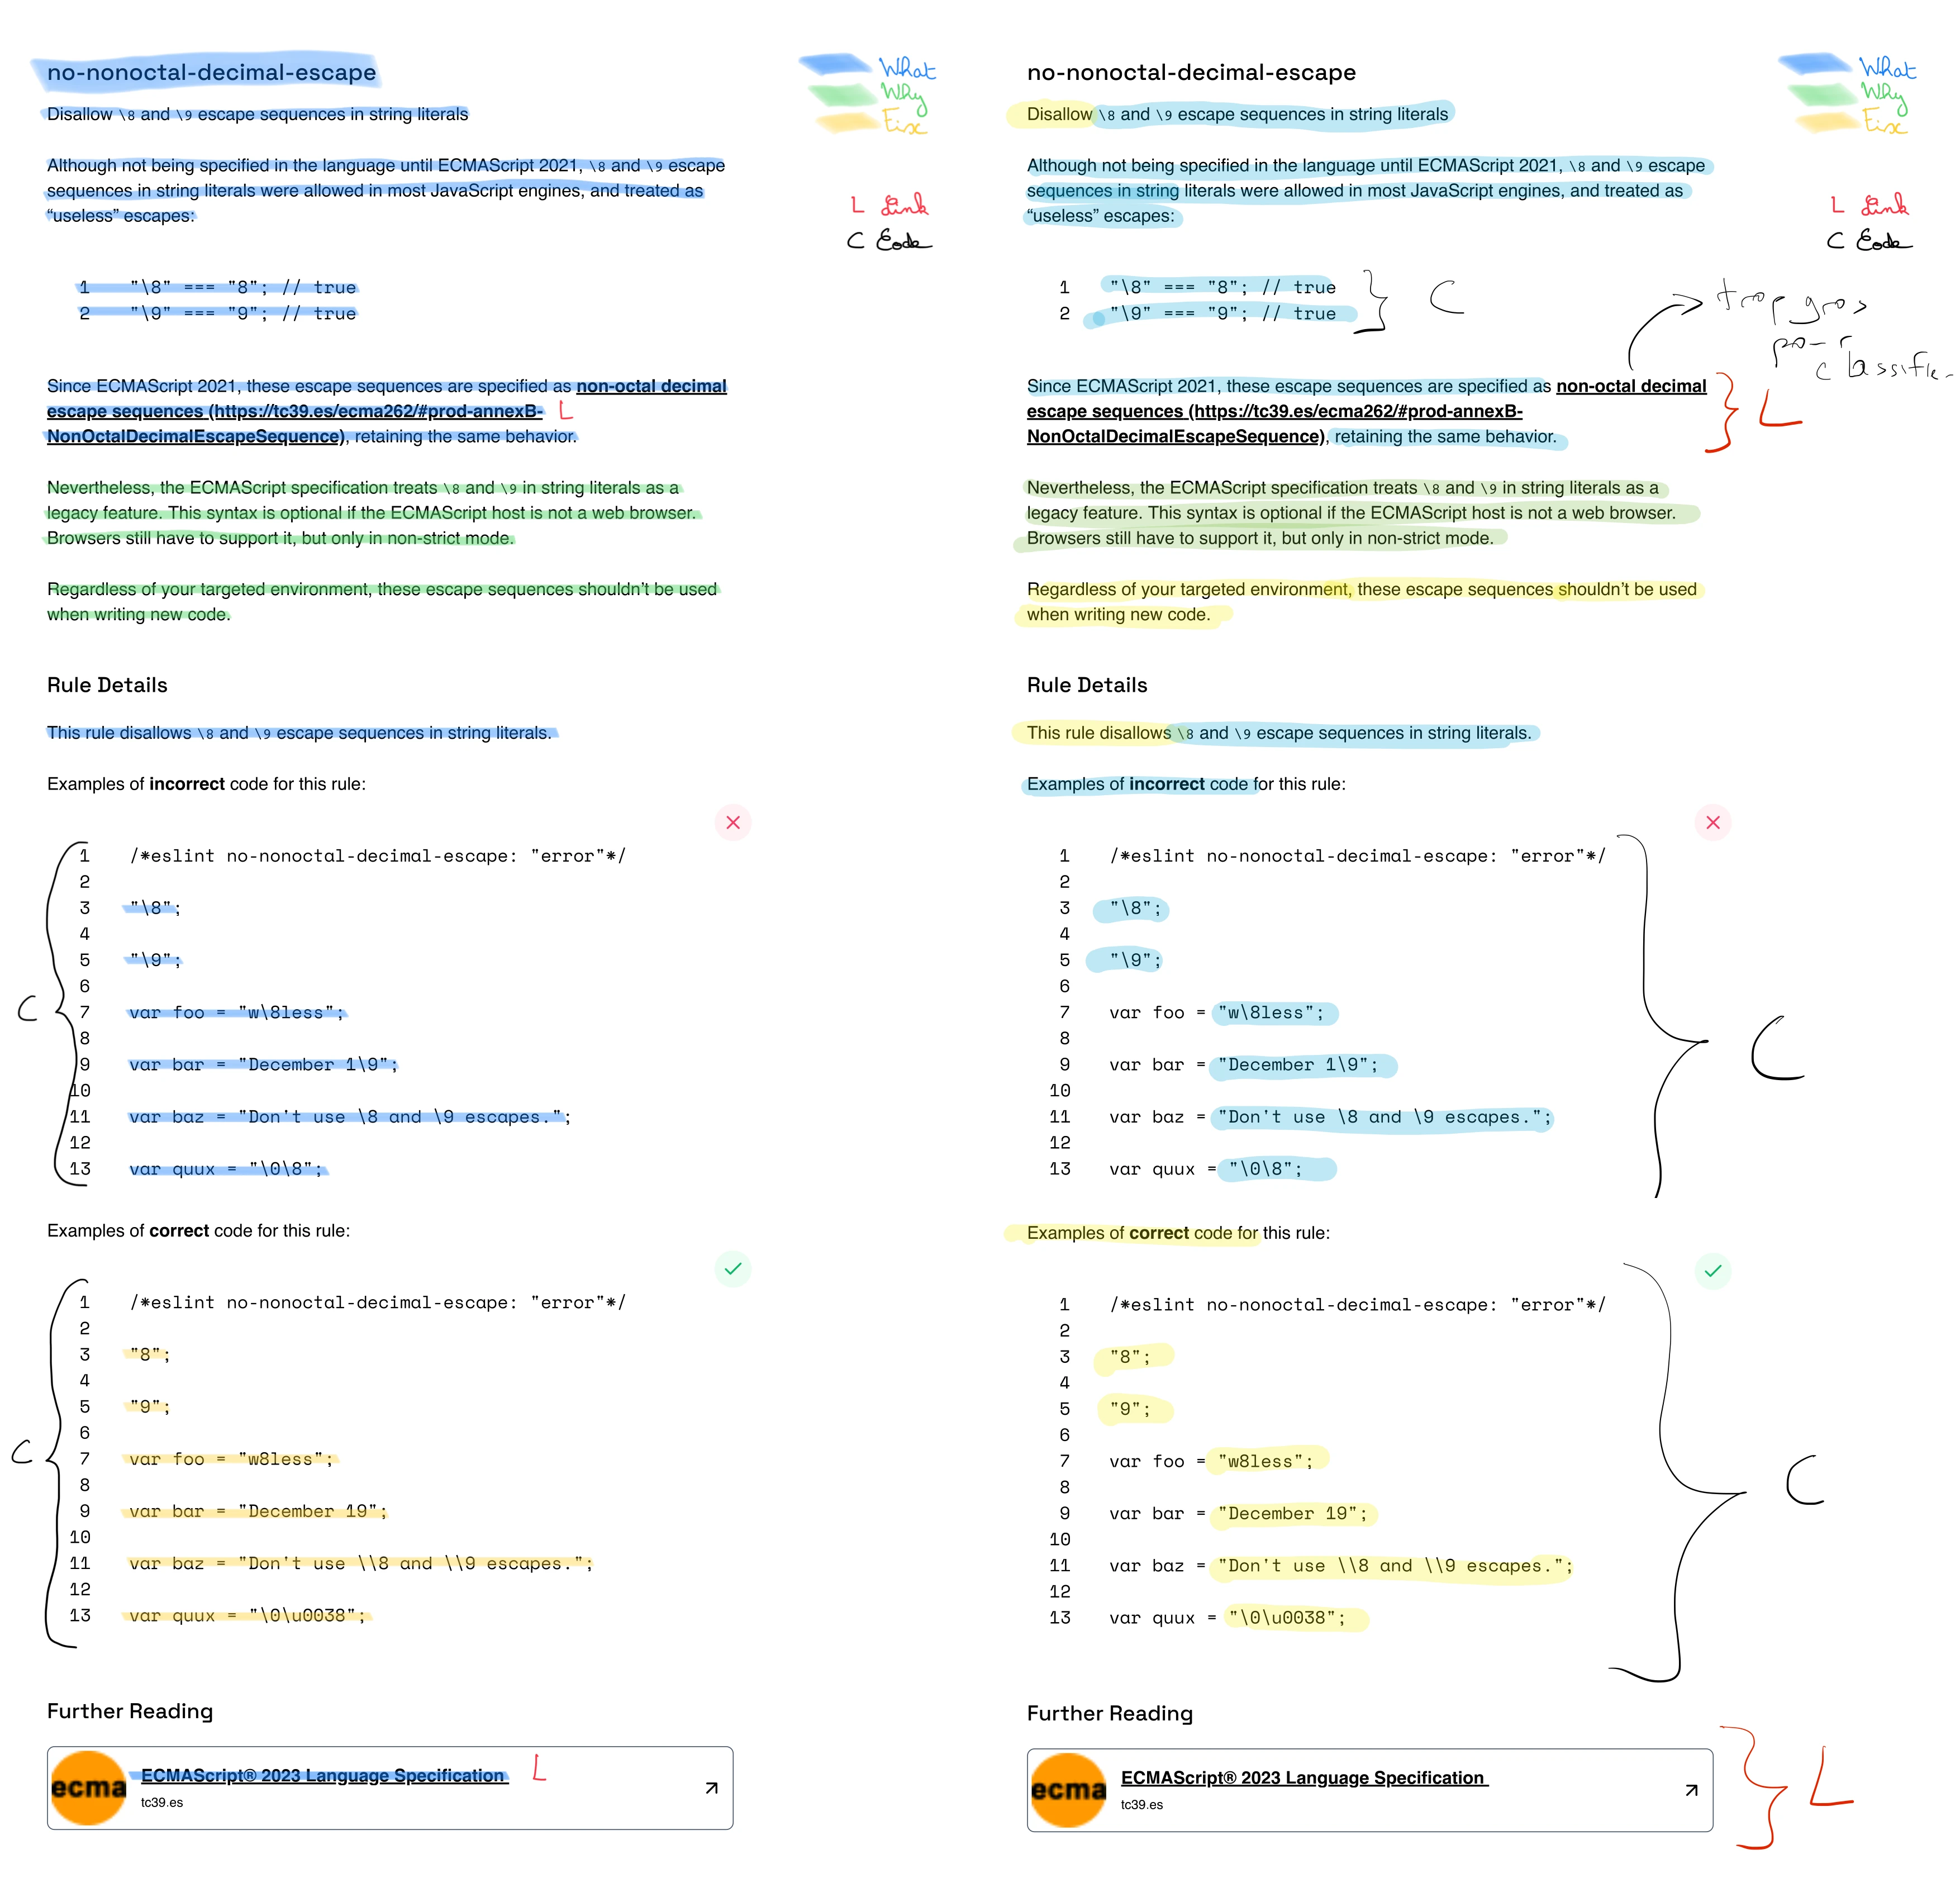 no-nonoctal-decimal-escape
What
Why
Fix
Disallow \8 and \9 escape sequences in string literals
Although not being specified in the language until ECMAScript 2021, \8 and \9 escape
sequences in string literals were allowed in most JavaScript engines, and treated as
“useless” escapes:
L Link
C Code
1 "\8" === "8"; // true
2 "\9" === "9"; // true
Since ECMAScript 2021, these escape sequences are specified as non-octal decimal
escape sequences (https://tc39.es/ecma262/#prod-annexB- L
NonOctalDecimalEscapeSequence), retaining the same behavior.
Nevertheless, the ECMAScript specification treats \8 and \9 in string literals as a
legacy feature. This syntax is optional if the ECMAScript host is not a web browser.
Browsers still have to support it, but only in non-strict mode.
Regardless of your targeted environment, these escape sequences shouldn’t be used
when writing new code.
Rule Details
This rule disallows \8 and \9 escape sequences in string literals.
Examples of incorrect code for this rule:
C
1 /*eslint no-nonoctal-decimal-escape: "error"*/
2
3 "\8";
4
5 "\9";
6
7 var foo = "w\8less";
8
9 var bar = "December 1\9";
10
11 var baz = "Don't use \8 and \9 escapes.";
12
13 var quux = "\0\8";
Examples of correct code for this rule:
C
1 /*eslint no-nonoctal-decimal-escape: "error"*/
2
3 "8";
4
5 "9";
6
7 var foo = "w8less";
8
9 var bar = "December 19";
10
11 var baz = "Don't use \\8 and \\9 escapes.";
12
13 var quux = "\0\u0038";
Further Reading
ecma
ECMAScript® 2023 Language Specification L
tc39.es
no-nonoctal-decimal-escape
What
Why
Fix
Disallow \8 and \9 escape sequences in string literals
Although not being specified in the language until ECMAScript 2021, \8 and \9 escape
sequences in string literals were allowed in most JavaScript engines, and treated as
“useless” escapes:
L Link
C Code
1 "\8" === "8"; // true
2 "\9" === "9"; // true
C
trop gros
pour
classifier
Since ECMAScript 2021, these escape sequences are specified as non-octal decimal
escape sequences (https://tc39.es/ecma262/#prod-annexB-
NonOctalDecimalEscapeSequence), retaining the same behavior.
L
Nevertheless, the ECMAScript specification treats \8 and \9 in string literals as a
legacy feature. This syntax is optional if the ECMAScript host is not a web browser.
Browsers still have to support it, but only in non-strict mode.
Regardless of your targeted environment, these escape sequences shouldn’t be used
when writing new code.
Rule Details
This rule disallows \8 and \9 escape sequences in string literals.
Examples of incorrect code for this rule:
1 /*eslint no-nonoctal-decimal-escape: "error"*/
2
3 "\8";
4
5 "\9";
6
7 var foo = "w\8less";
8
9 var bar = "December 1\9";
10
11 var baz = "Don't use \8 and \9 escapes.";
12
13 var quux = "\0\8";
C
Examples of correct code for this rule:
1 /*eslint no-nonoctal-decimal-escape: "error"*/
2
3 "8";
4
5 "9";
6
7 var foo = "w8less";
8
9 var bar = "December 19";
10
11 var baz = "Don't use \\8 and \\9 escapes.";
12
13 var quux = "\0\u0038";
C
Further Reading
ecma
ECMAScript® 2023 Language Specification
tc39.es
L